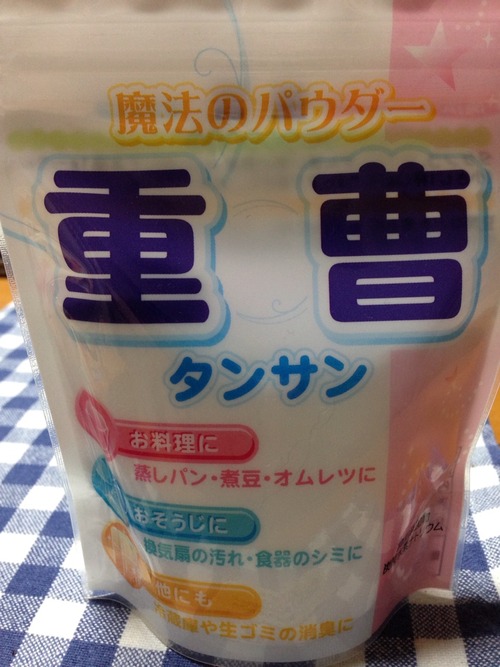 魔法のパウダー
重曹
タンサン
お料理に
蒸しパン・煮豆・オムレツに
おそうじに
換気扇の汚れ・食器のシミに
他にも
や生ゴミの消臭に